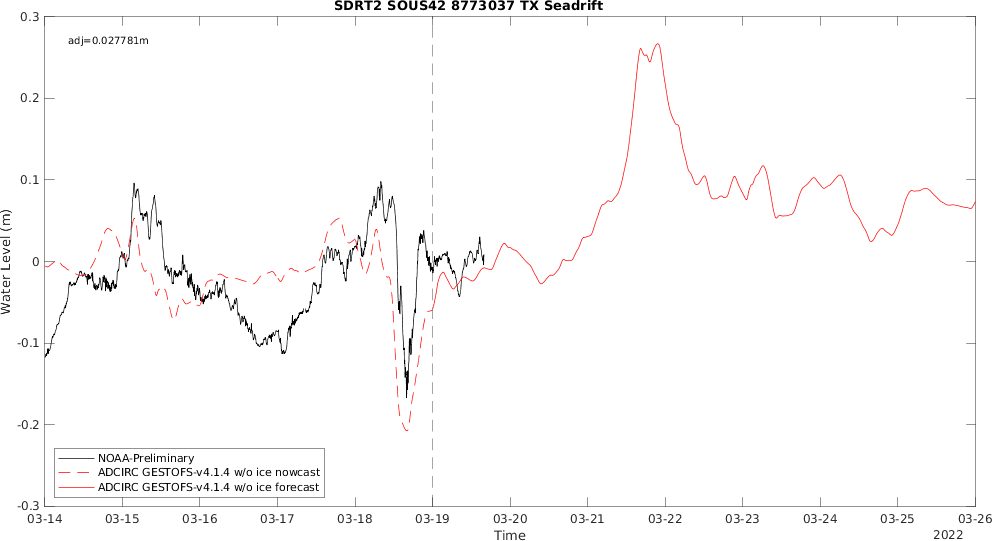 SDRT2 SOUS42 8773037 TX Seadrift
adj=0.027781m
0.3
0.2
0.1
0
-0.1
-0.2
-0.3
Water Level (m)
NOAA-Preliminary
ADCIRC GESTOFS-v4.1.4 w/o ice nowcast
ADCIRC GESTOFS-v4.1.4 w/o ice forecast
03-14 03-15 03-16 03-17 03-18 03-19 03-20 03-21 03-22 03-23 03-24 03-25 03-26
Time
2022